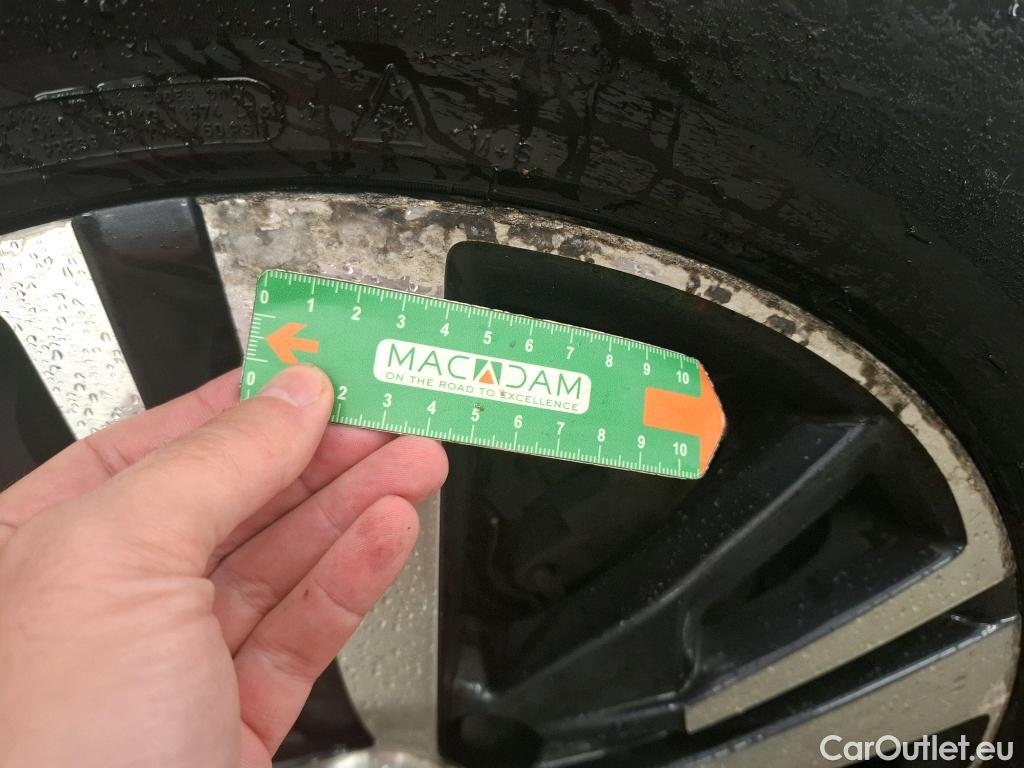 M+S
0 1 2 3 4 5 6 7 8 9 10
MACADAM
ON THE ROAD TO EXCELLENCE
0 2 3 4 5 6 7 8 9 10
CarOutlet.eu